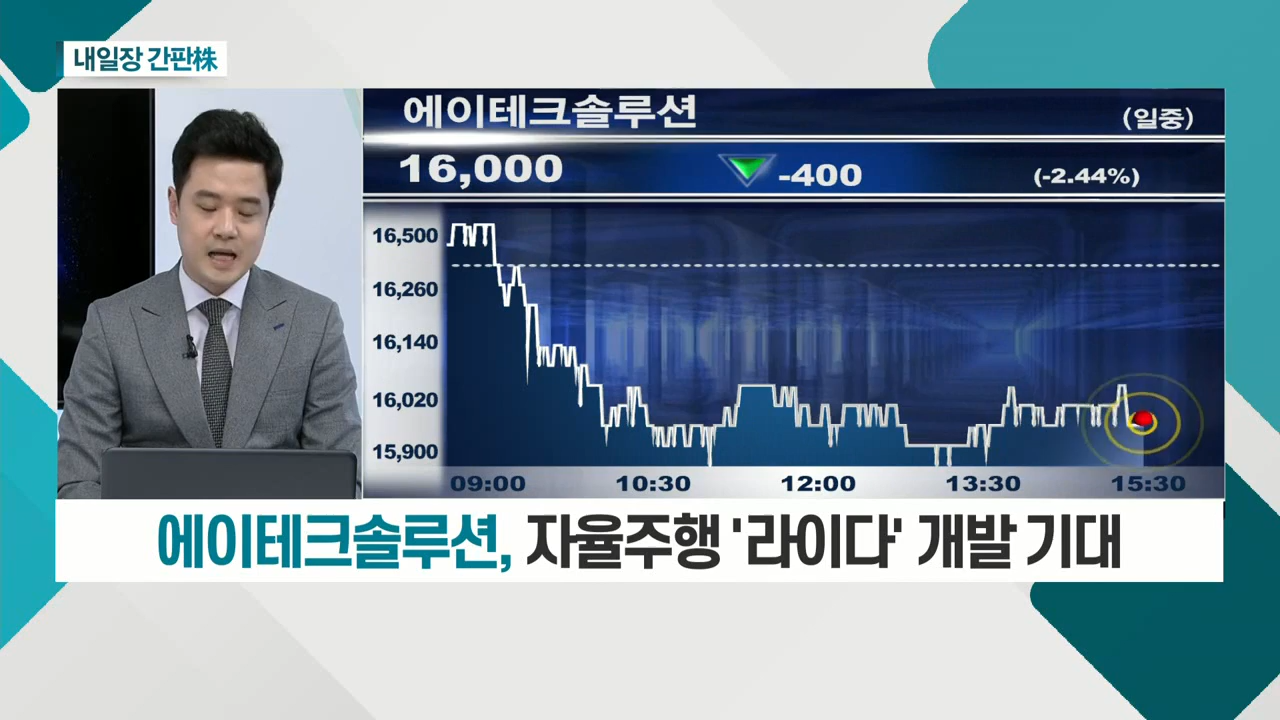 내일장 간판株
에이테크솔루션
(일중)
16,000 -400 (-2.44%)
16,500
16,260
16,140
16,020
15,900
09:00 10:30 12:00 13:30 15:30
에이테크솔루션, 자율주행 '라이다' 개발 기대